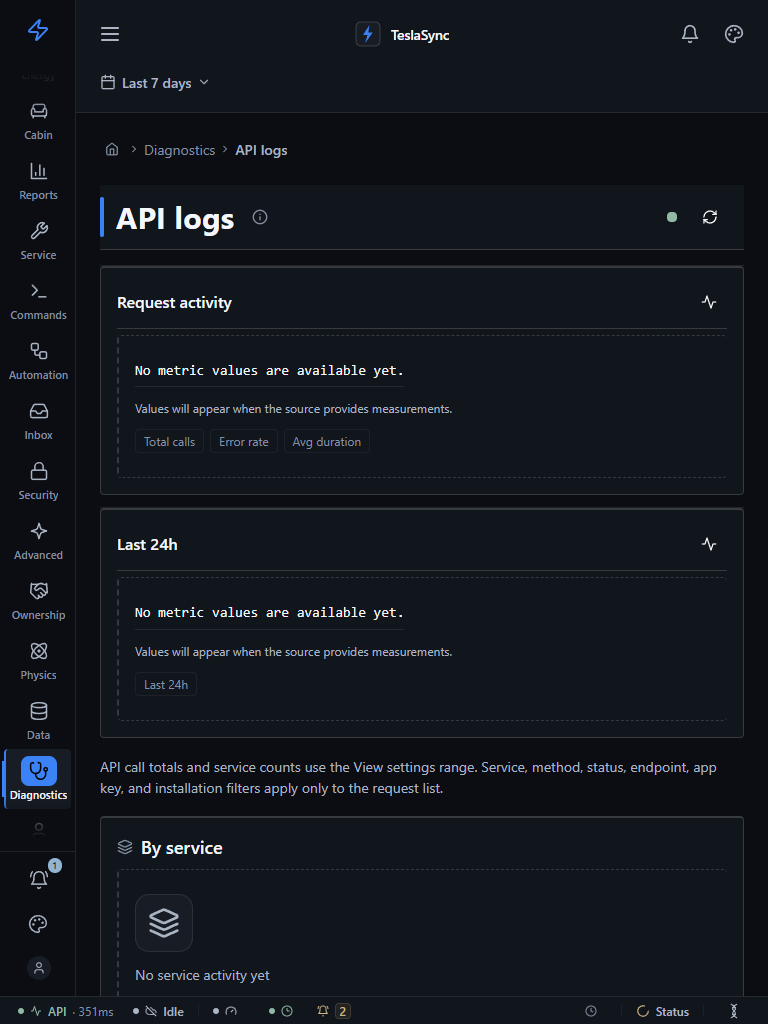 TeslaSync
Last 7 days
Cabin
Reports
Service
Commands
Automation
Inbox
Security
Advanced
Ownership
Physics
Data
Diagnostics
1
Diagnostics
API logs
API logs
Request activity
No metric values are available yet.
Values will appear when the source provides measurements.
Total calls
Error rate
Avg duration
Last 24h
No metric values are available yet.
Values will appear when the source provides measurements.
Last 24h
API call totals and service counts use the View settings range. Service, method, status, endpoint, app
key, and installation filters apply only to the request list.
By service
No service activity yet
API · 351ms
Idle
2
Status